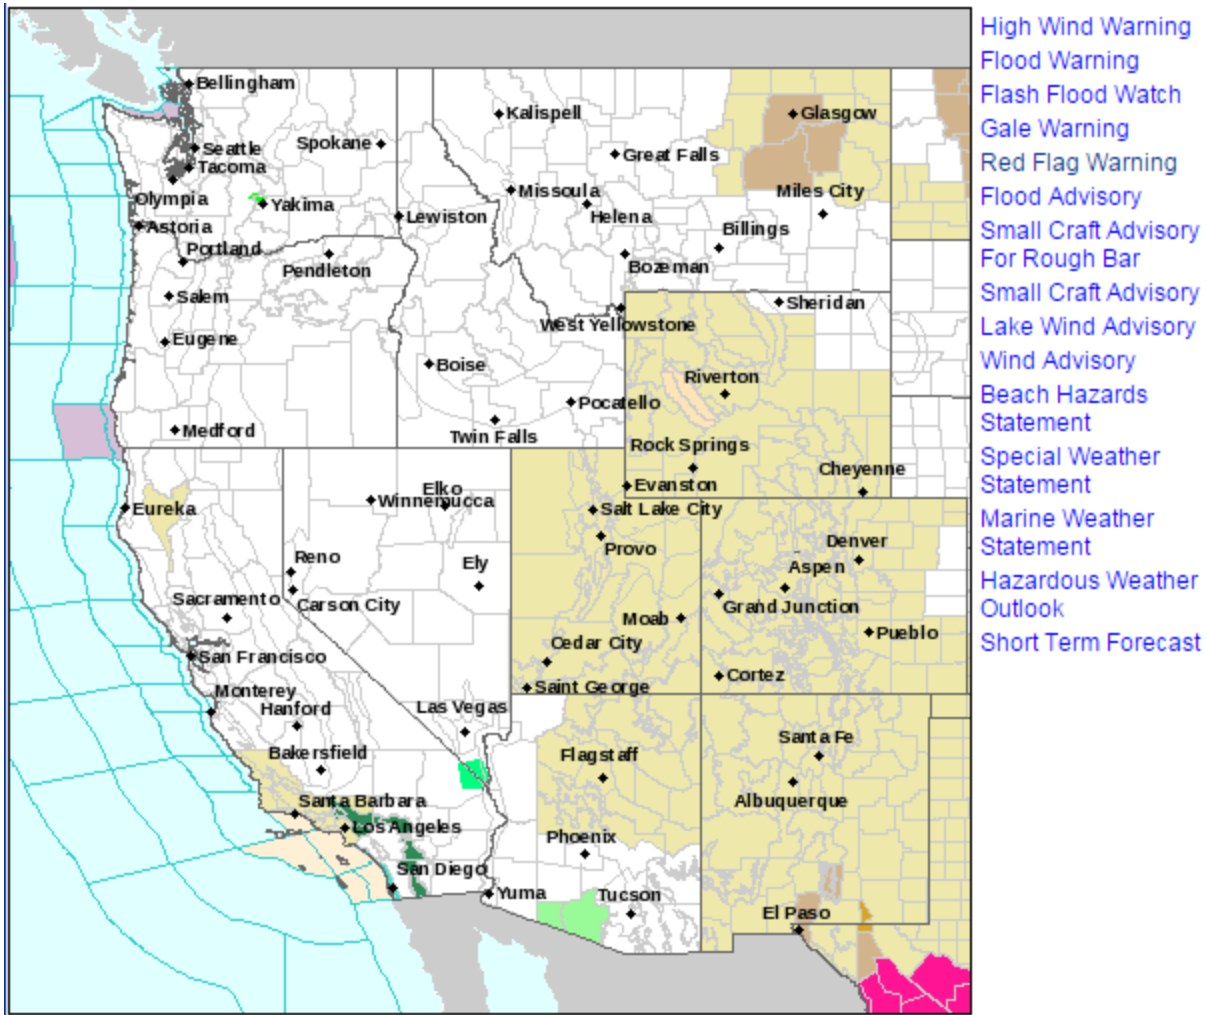 Bellingham
Seattle
Tacoma
Olympia
Astoria
Portland
Salem
Eugene
Medford
Spokane
Yakima
Pendleton
Lewiston
Kalispell
Great Falls
Missoula
Helena
Bozeman
Billings
Glasgow
Miles City
West Yellowstone
Sheridan
Boise
Twin Falls
Pocatello
Riverton
Rock Springs
Evanston
Cheyenne
Eureka
Elko
Winnemucca
Reno
Carson City
Ely
Sacramento
San Francisco
Monterey
Hanford
Bakersfield
Las Vegas
Salt Lake City
Provo
Moab
Cedar City
Saint George
Denver
Aspen
Grand Junction
Pueblo
Cortez
Santa Barbara
Los Angeles
San Diego
Yuma
Flagstaff
Phoenix
Tucson
Santa Fe
Albuquerque
El Paso
High Wind Warning
Flood Warning
Flash Flood Watch
Gale Warning
Red Flag Warning
Flood Advisory
Small Craft Advisory
For Rough Bar
Small Craft Advisory
Lake Wind Advisory
Wind Advisory
Beach Hazards
Statement
Special Weather
Statement
Marine Weather
Statement
Hazardous Weather
Outlook
Short Term Forecast